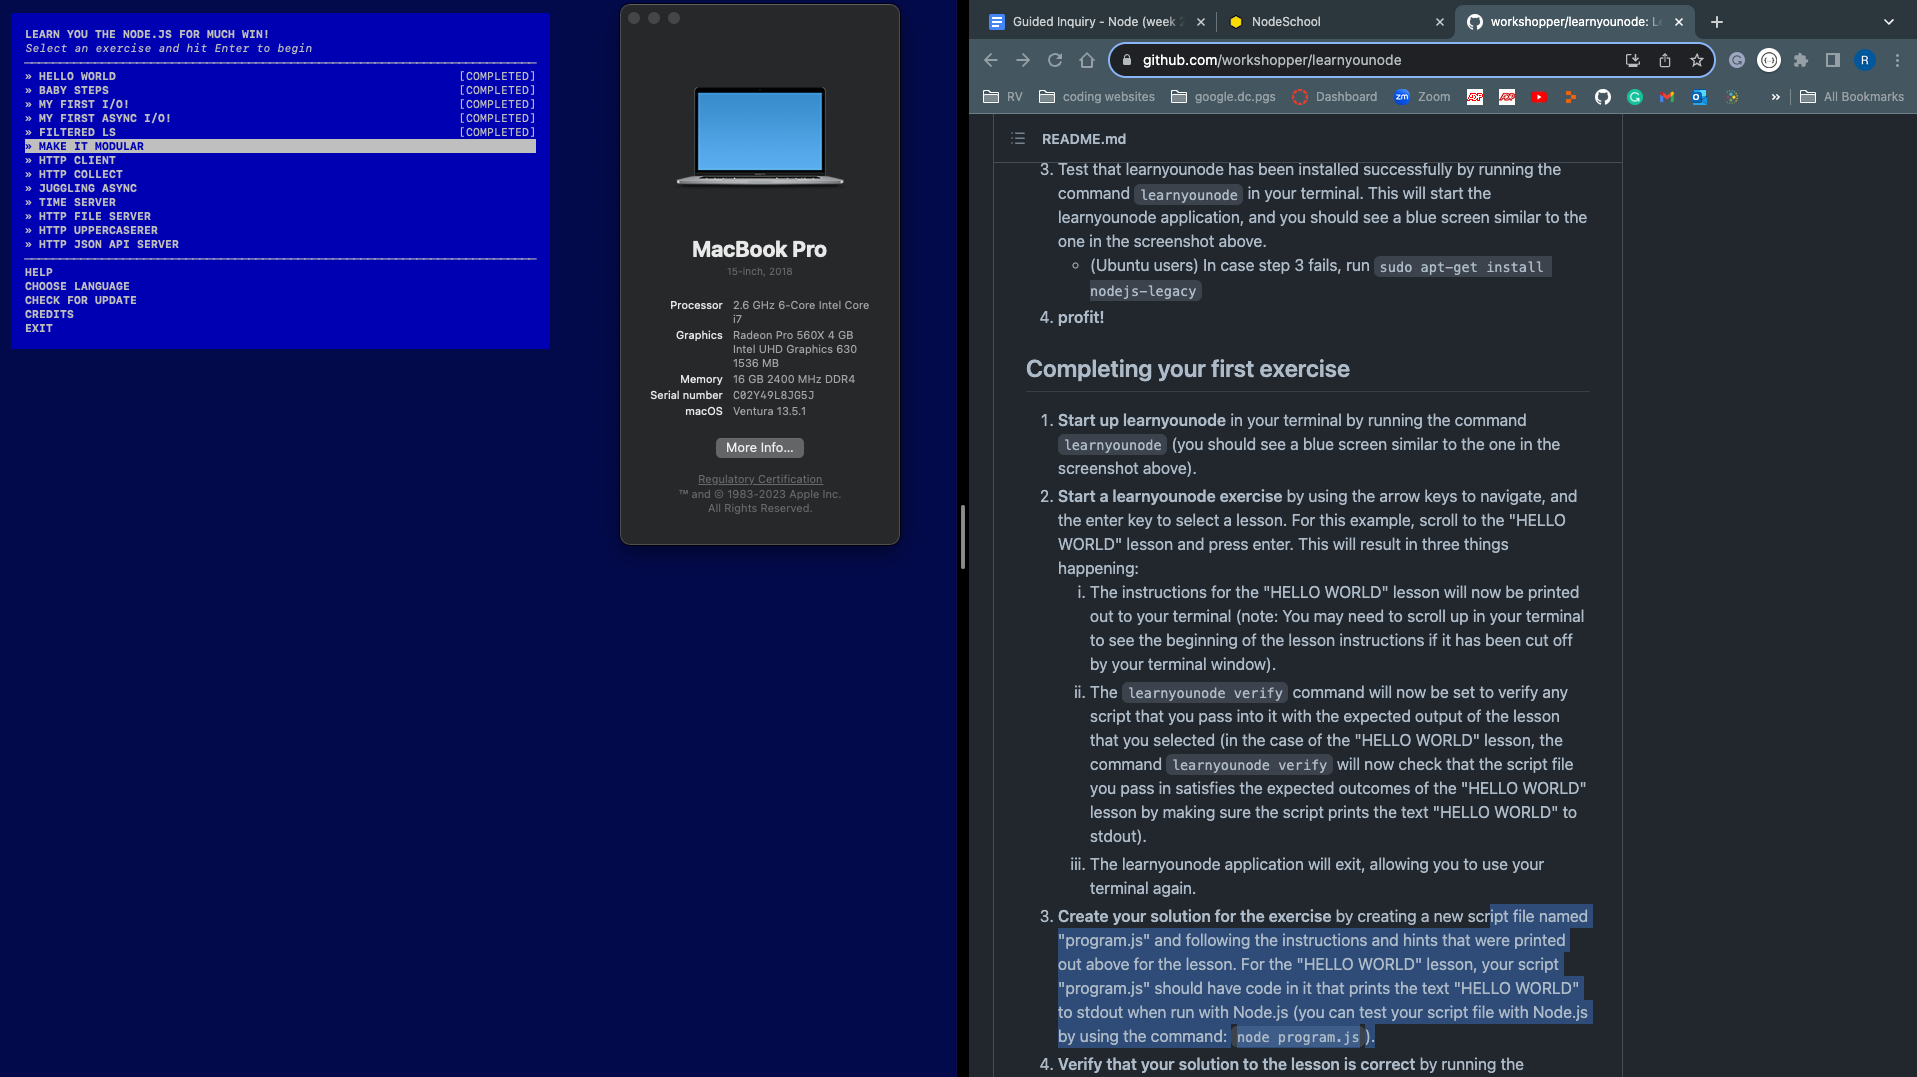 LEARN YOU THE NODE.JS FOR MUCH WIN!
Select an exercise and hit Enter to begin
» HELLO WORLD [COMPLETED]
» BABY STEPS [COMPLETED]
» MY FIRST I/O! [COMPLETED]
» MY FIRST ASYNC I/O! [COMPLETED]
» FILTERED LS [COMPLETED]
» MAKE IT MODULAR
» HTTP CLIENT
» HTTP COLLECT
» JUGGLING ASYNC
» TIME SERVER
» HTTP FILE SERVER
» HTTP UPPERCASERER
» HTTP JSON API SERVER
HELP
CHOOSE LANGUAGE
CHECK FOR UPDATE
CREDITS
EXIT
MacBook Pro
15-inch, 2018
Processor 2.6 GHz 6-Core Intel Core
i7
Graphics Radeon Pro 560X 4 GB
Intel UHD Graphics 630
1536 MB
Memory 16 GB 2400 MHz DDR4
Serial number C02Y49L8JG5J
macOS Ventura 13.5.1
More Info...
Regulatory Certification
™ and © 1983-2023 Apple Inc.
All Rights Reserved.
Guided Inquiry - Node (week
NodeSchool
workshopper/learnyounode: L
github.com/workshopper/learnyounode
R
RV
coding websites
google.dc.pgs
Dashboard
zm Zoom
»
All Bookmarks
README.md
3. Test that learnyounode has been installed successfully by running the
command learnyounode in your terminal. This will start the
learnyounode application, and you should see a blue screen similar to the
one in the screenshot above.
(Ubuntu users) In case step 3 fails, run sudo apt-get install
nodejs-legacy
4. profit!
Completing your first exercise
1. Start up learnyounode in your terminal by running the command
learnyounode (you should see a blue screen similar to the one in the
screenshot above).
2. Start a learnyounode exercise by using the arrow keys to navigate, and
the enter key to select a lesson. For this example, scroll to the "HELLO
WORLD" lesson and press enter. This will result in three things
happening:
i. The instructions for the "HELLO WORLD" lesson will now be printed
out to your terminal (note: You may need to scroll up in your terminal
to see the beginning of the lesson instructions if it has been cut off
by your terminal window).
ii. The learnyounode verify command will now be set to verify any
script that you pass into it with the expected output of the lesson
that you selected (in the case of the "HELLO WORLD" lesson, the
command learnyounode verify will now check that the script file
you pass in satisfies the expected outcomes of the "HELLO WORLD"
lesson by making sure the script prints the text "HELLO WORLD" to
stdout).
iii. The learnyounode application will exit, allowing you to use your
terminal again.
3. Create your solution for the exercise by creating a new script file named
"program.js" and following the instructions and hints that were printed
out above for the lesson. For the "HELLO WORLD" lesson, your script
"program.js" should have code in it that prints the text "HELLO WORLD"
to stdout when run with Node.js (you can test your script file with Node.js
by using the command: node program.js ).
4. Verify that your solution to the lesson is correct by running the